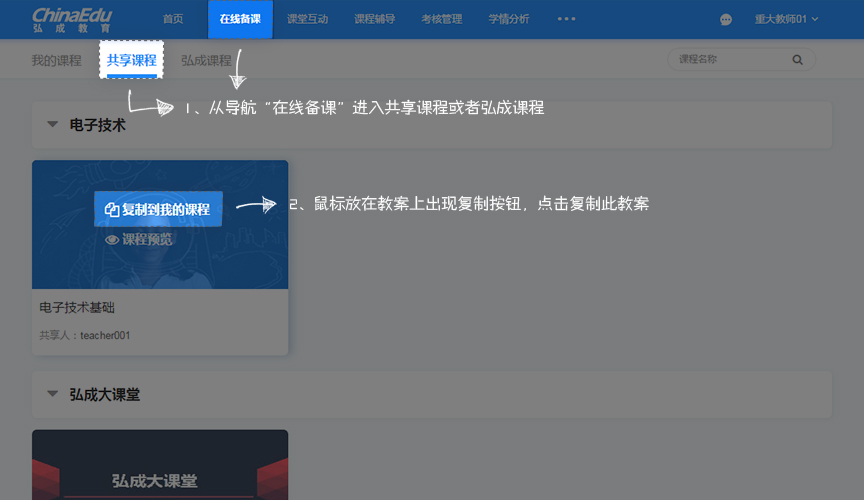 ChinaEdu
弘成教育
首页 在线备课 课堂互动 课程辅导 考核管理 学情分析 ••• 重大教师01
我的课程 共享课程 弘成课程 课程名称
1、从导航“在线备课”进入共享课程或者弘成课程
电子技术
复制到我的课程
2、鼠标放在教案上出现复制按钮，点击复制此教案
课程预览
电子技术基础
共享人：teacher001
弘成大课堂
弘成大课堂